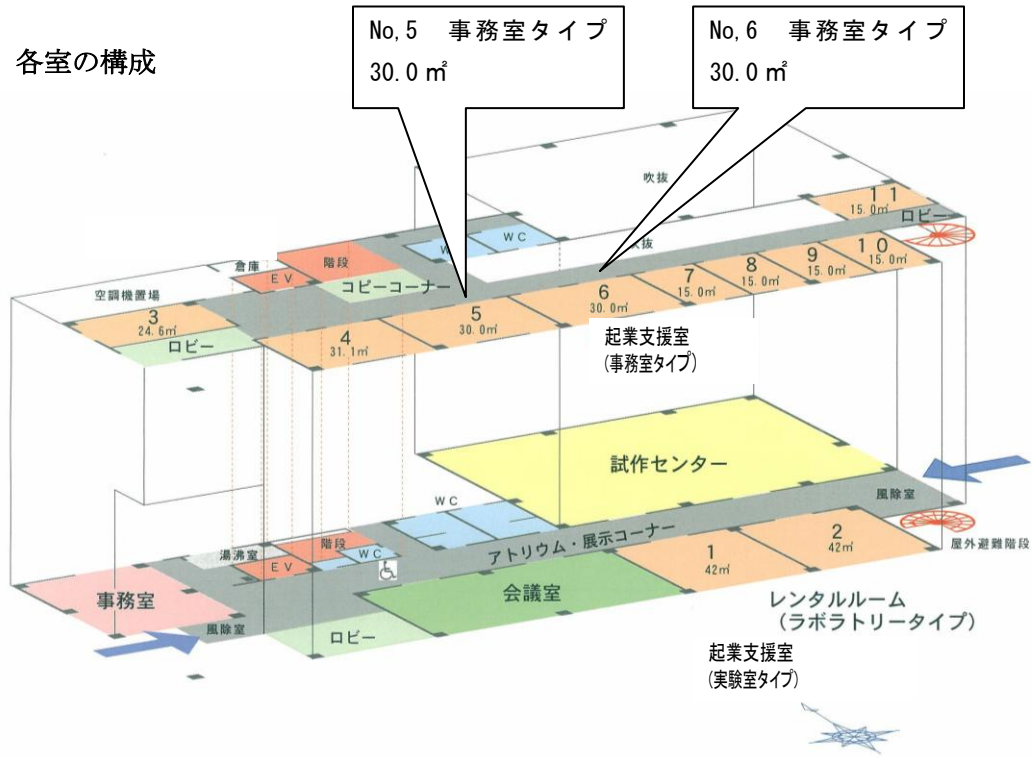 各室の構成
No,5 事務室タイプ
30.0㎡
No,6 事務室タイプ
30.0㎡
吹抜
11
15.0㎡
ロビー
WC
吹抜
倉庫
EV
階段
コピーコーナー
空調機置場
3
24.6㎡
ロビー
4
31.1㎡
5
30.0㎡
6
30.0㎡
7
15.0㎡
8
15.0㎡
9
15.0㎡
10
15.0㎡
起業支援室
(事務室タイプ)
試作センター
風除室
WC
アトリウム・展示コーナー
湯沸室
階段
WC
EV
事務室
風除室
ロビー
会議室
1
42㎡
2
42㎡
屋外避難階段
レンタルルーム
(ラボラトリータイプ)
起業支援室
(実験室タイプ)